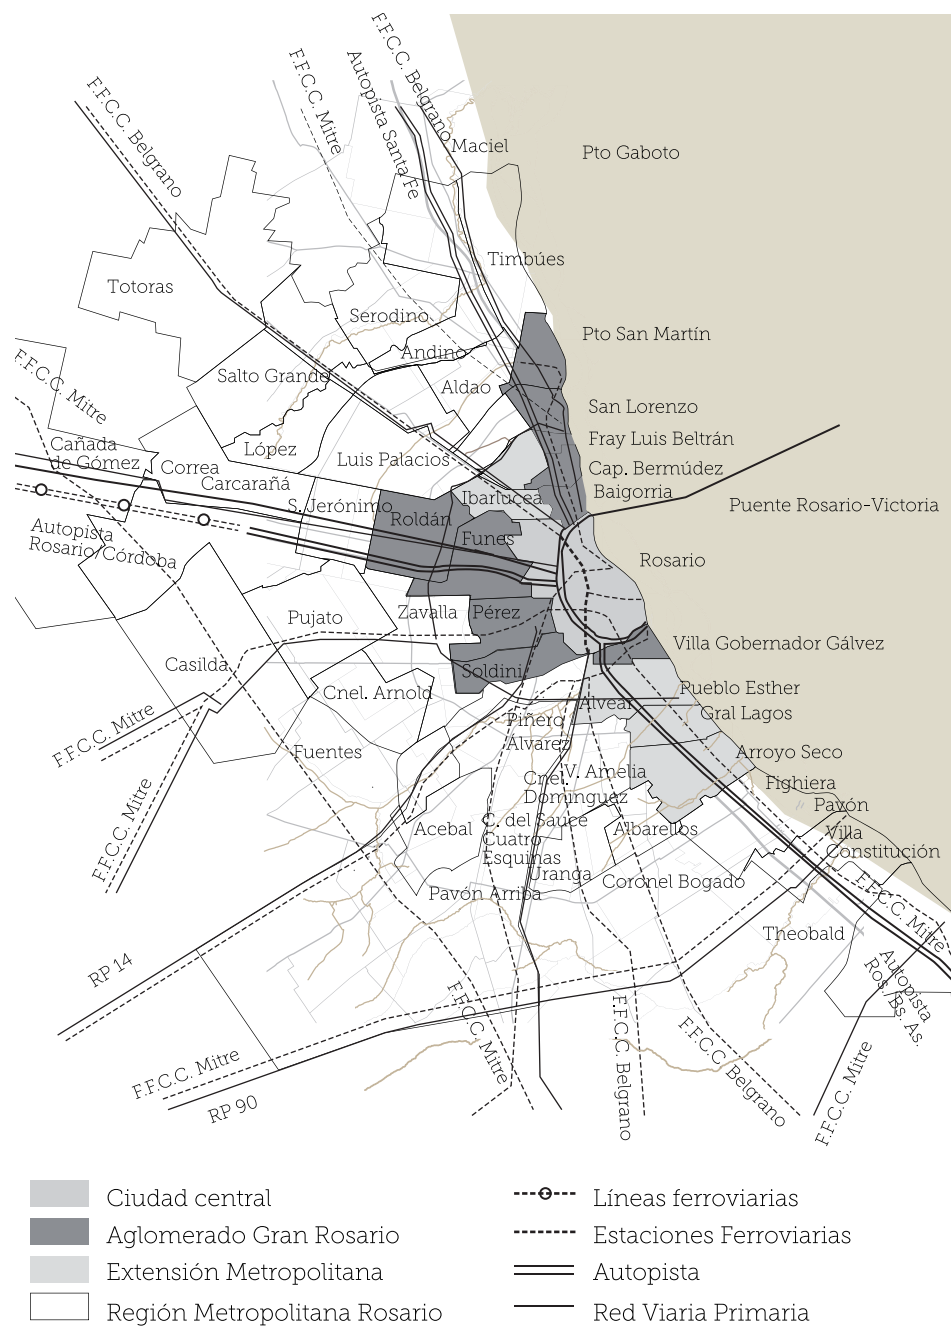 F.F.C.C. Belgrano
F.F.C.C. Mitre
Autopista Santa Fe
F.F.C.C. Belgrano
Maciel
Pto Gaboto
Timbúes
Totoras
Serodino
Pto San Martín
Andino
F.F.C.C. Mitre
Salto Grande
Aldao
San Lorenzo
Fray Luis Beltrán
Cañada
de Gómez
López
Luis Palacios
Correa
Cap. Bermúdez
Carcarañá
Baigorria
S. Jerónimo
Ibarlucea
Puente Rosario-Victoria
Roldán
Autopista
Rosario/Córdoba
Funes
Rosario
Pujato
Zavalla
Pérez
Villa Gobernador Gálvez
Casilda
Soldini
Cnel. Arnold
Pueblo Esther
Alvear
Gral Lagos
F.F.C.C. Mitre
Piñero
Álvarez
Fuentes
Arroyo Seco
V. Amelia
Cnel.
Domínguez
Fighiera
F.F.C.C. Mitre
Pavón
Acebal
C. del Sauce
Cuatro
Esquinas
Albarellos
Villa
Constitución
Uranga
Coronel Bogado
Pavón Arriba
F.F.C.C. Mitre
Theobald
RP 14
Autopista
Ros./Bs. As.
F.F.C.C. Mitre
F.F.C.C. Belgrano
F.F.C.C. Belgrano
F.F.C.C. Mitre
F.F.C.C. Mitre
RP 90
Ciudad central
Aglomerado Gran Rosario
Extensión Metropolitana
Región Metropolitana Rosario
Líneas ferroviarias
Estaciones Ferroviarias
Autopista
Red Viaria Primaria